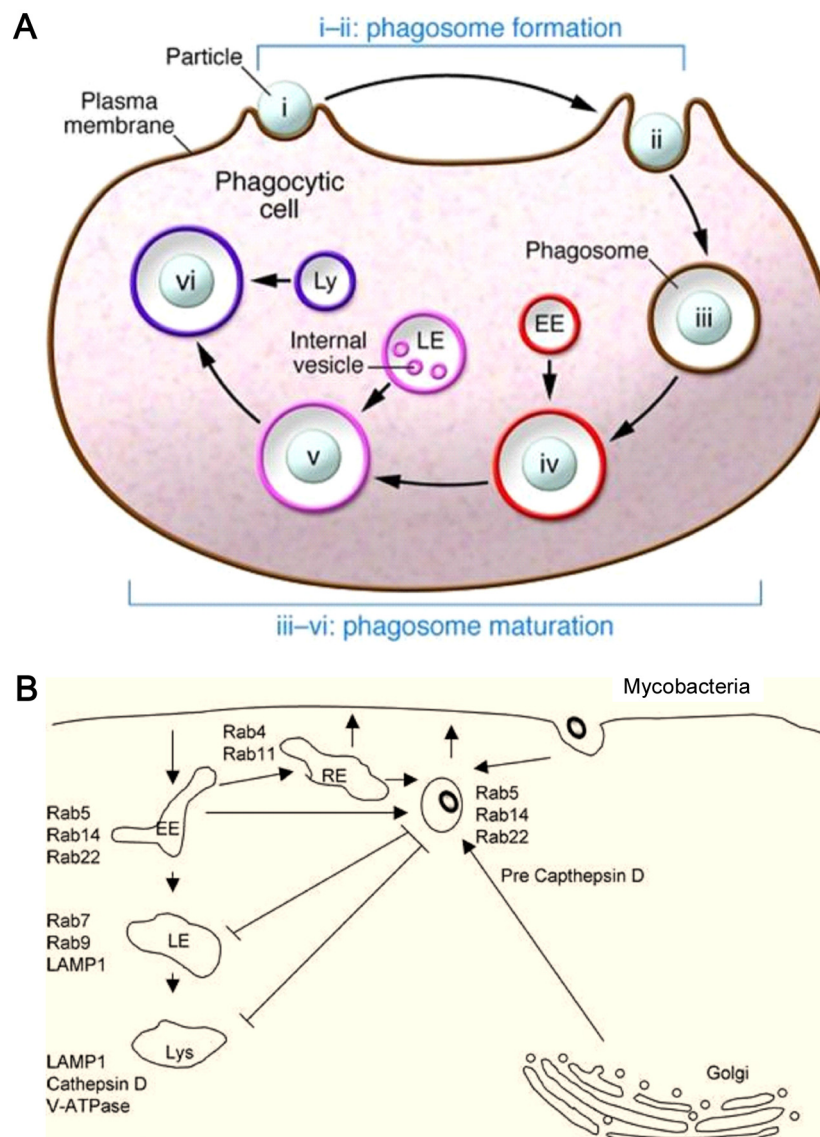 A
i–ii: phagosome formation
Particle
i
Plasma
membrane
ii
Phagocytic
cell
Phagosome
vi
Ly
LE
EE
iii
Internal
vesicle
v
iv
iii–vi: phagosome maturation
B
Mycobacteria
Rab4
Rab11
RE
Rab5
Rab14
Rab22
EE
Rab5
Rab14
Rab22
Pre Capthepsin D
Rab7
Rab9
LAMP1
LE
LAMP1
Cathepsin D
V-ATPase
Lys
Golgi